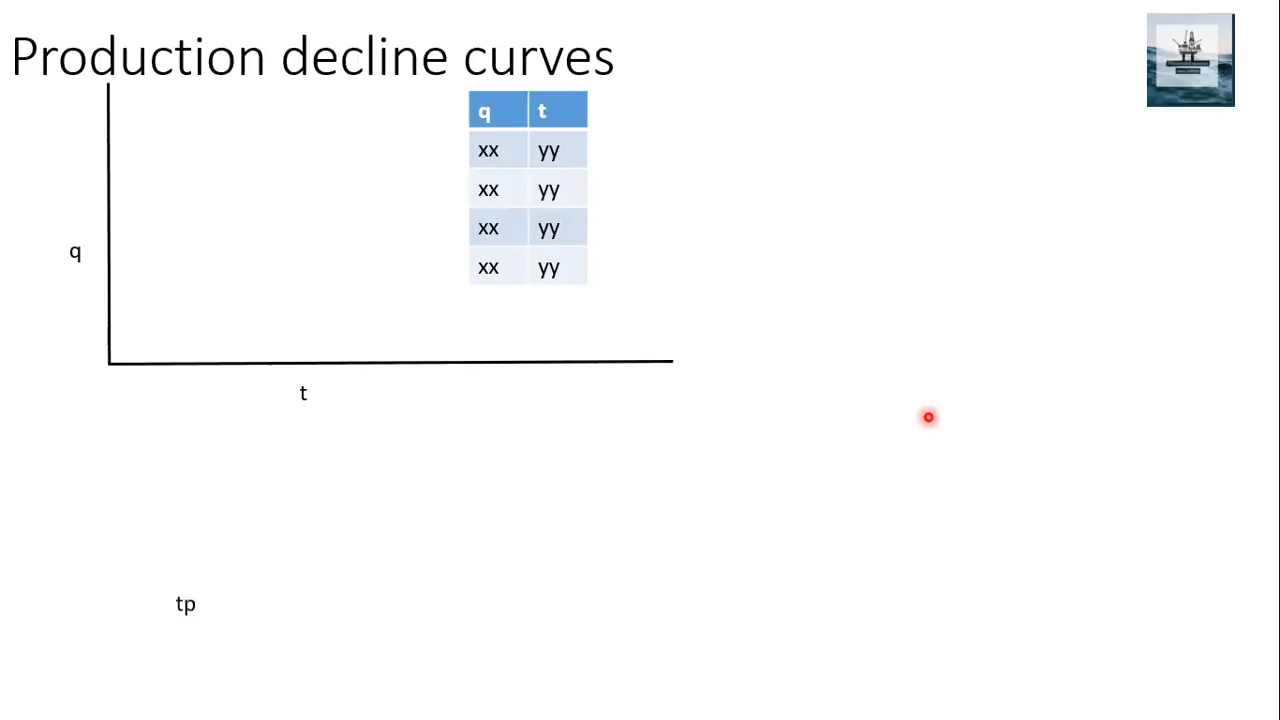 Production decline curves
q t
xx yy
xx yy
xx yy
xx yy
q
t
tp